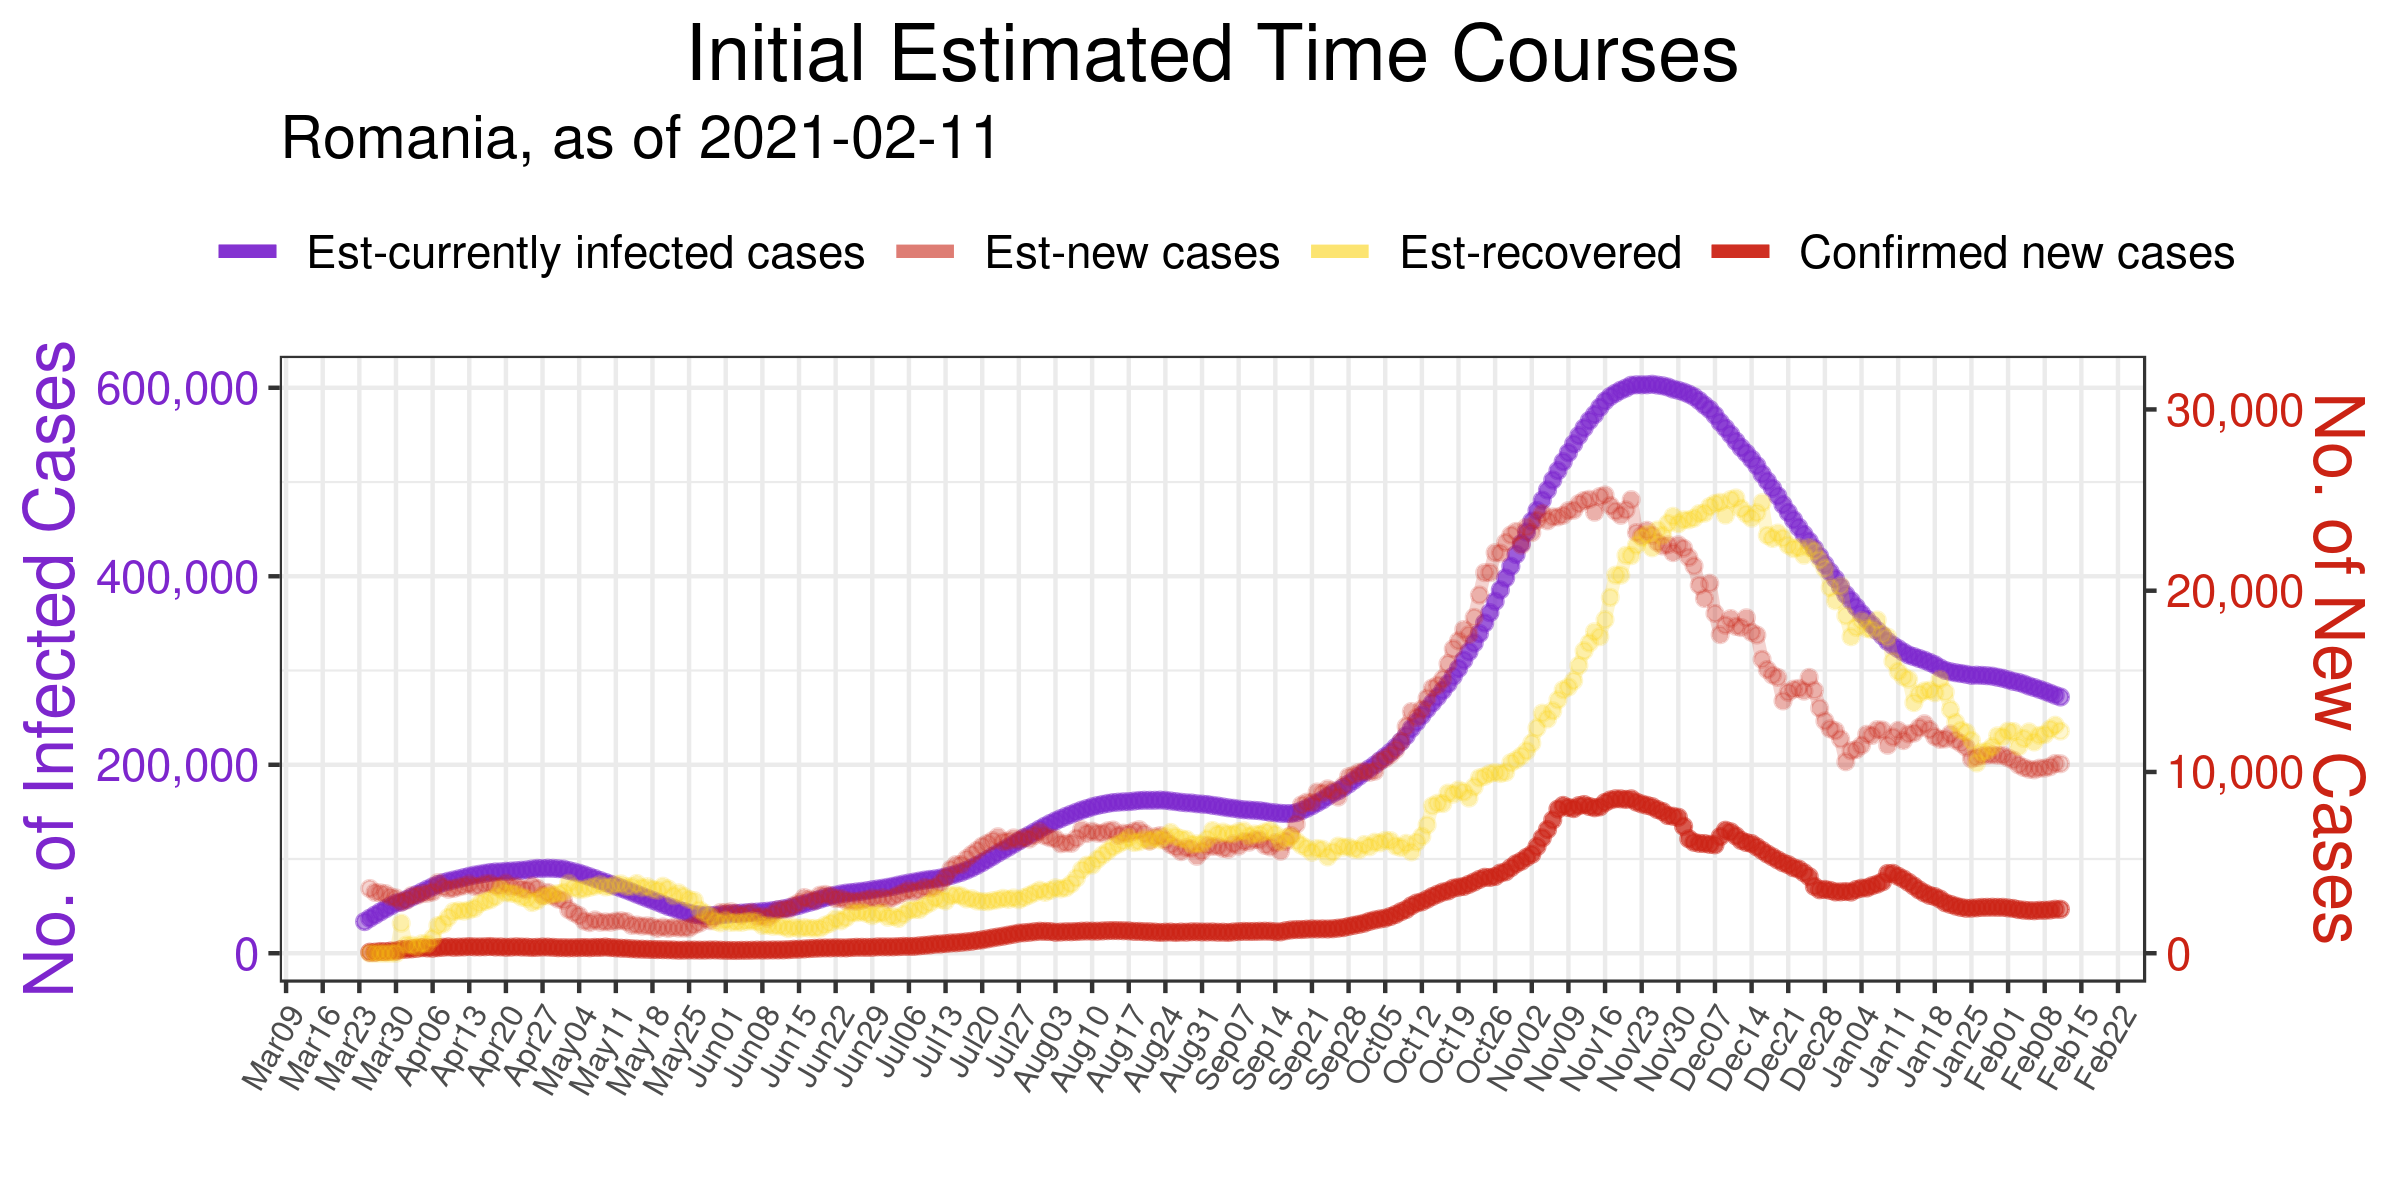 Initial Estimated Time Courses
Romania, as of 2021-02-11
Est-currently infected cases Est-new cases Est-recovered Confirmed new cases
No. of Infected Cases
600,000
400,000
200,000
0
30,000
20,000
10,000
0
No. of New Cases
Mar09 Mar16 Mar23 Mar30 Apr06 Apr13 Apr20 Apr27 May04 May11 May18 May25 Jun01 Jun08 Jun15 Jun22 Jun29 Jul06 Jul13 Jul20 Jul27 Aug03 Aug10 Aug17 Aug24 Aug31 Sep07 Sep14 Sep21 Sep28 Oct05 Oct12 Oct19 Oct26 Nov02 Nov09 Nov16 Nov23 Nov30 Dec07 Dec14 Dec21 Dec28 Jan04 Jan11 Jan18 Jan25 Feb01 Feb08 Feb15 Feb22